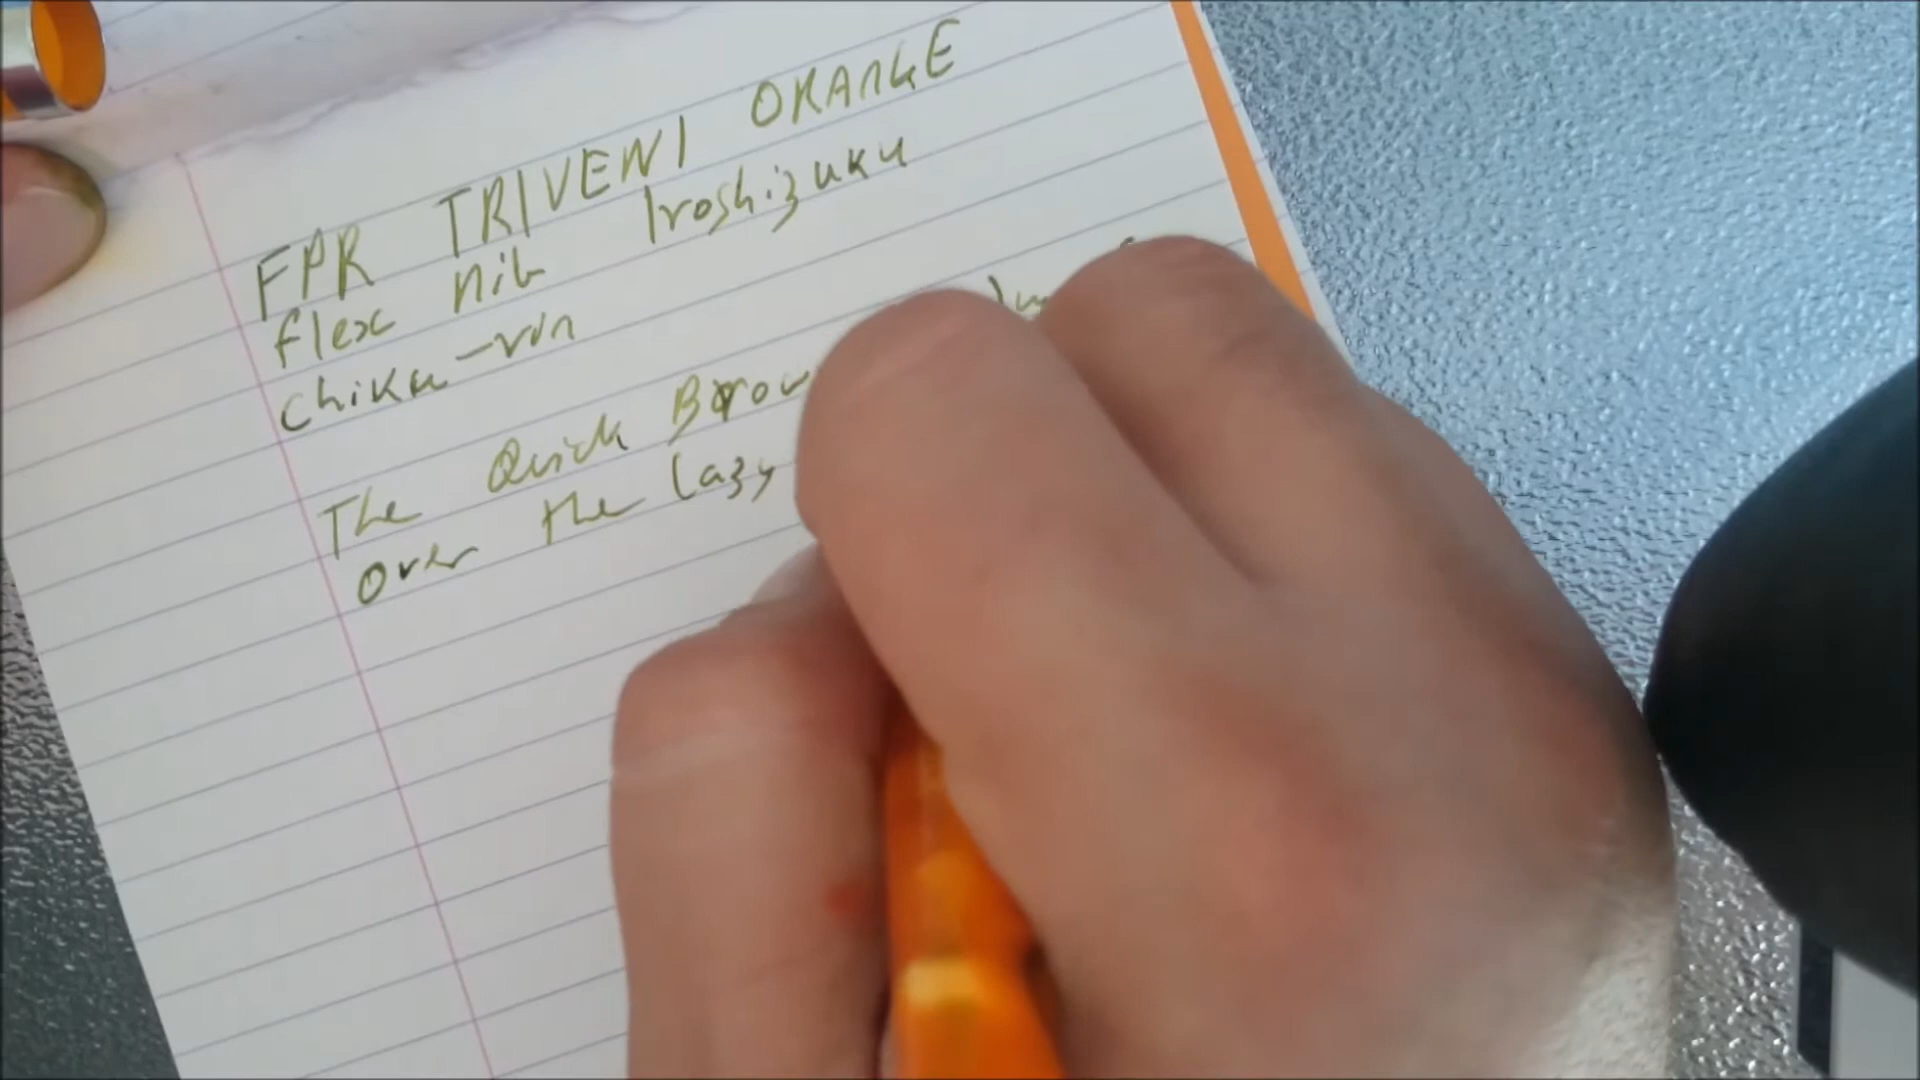 FPR TRIVENI ORANGE
flex nib Iroshizuku
chiku-rin
The Quick
over the lazy